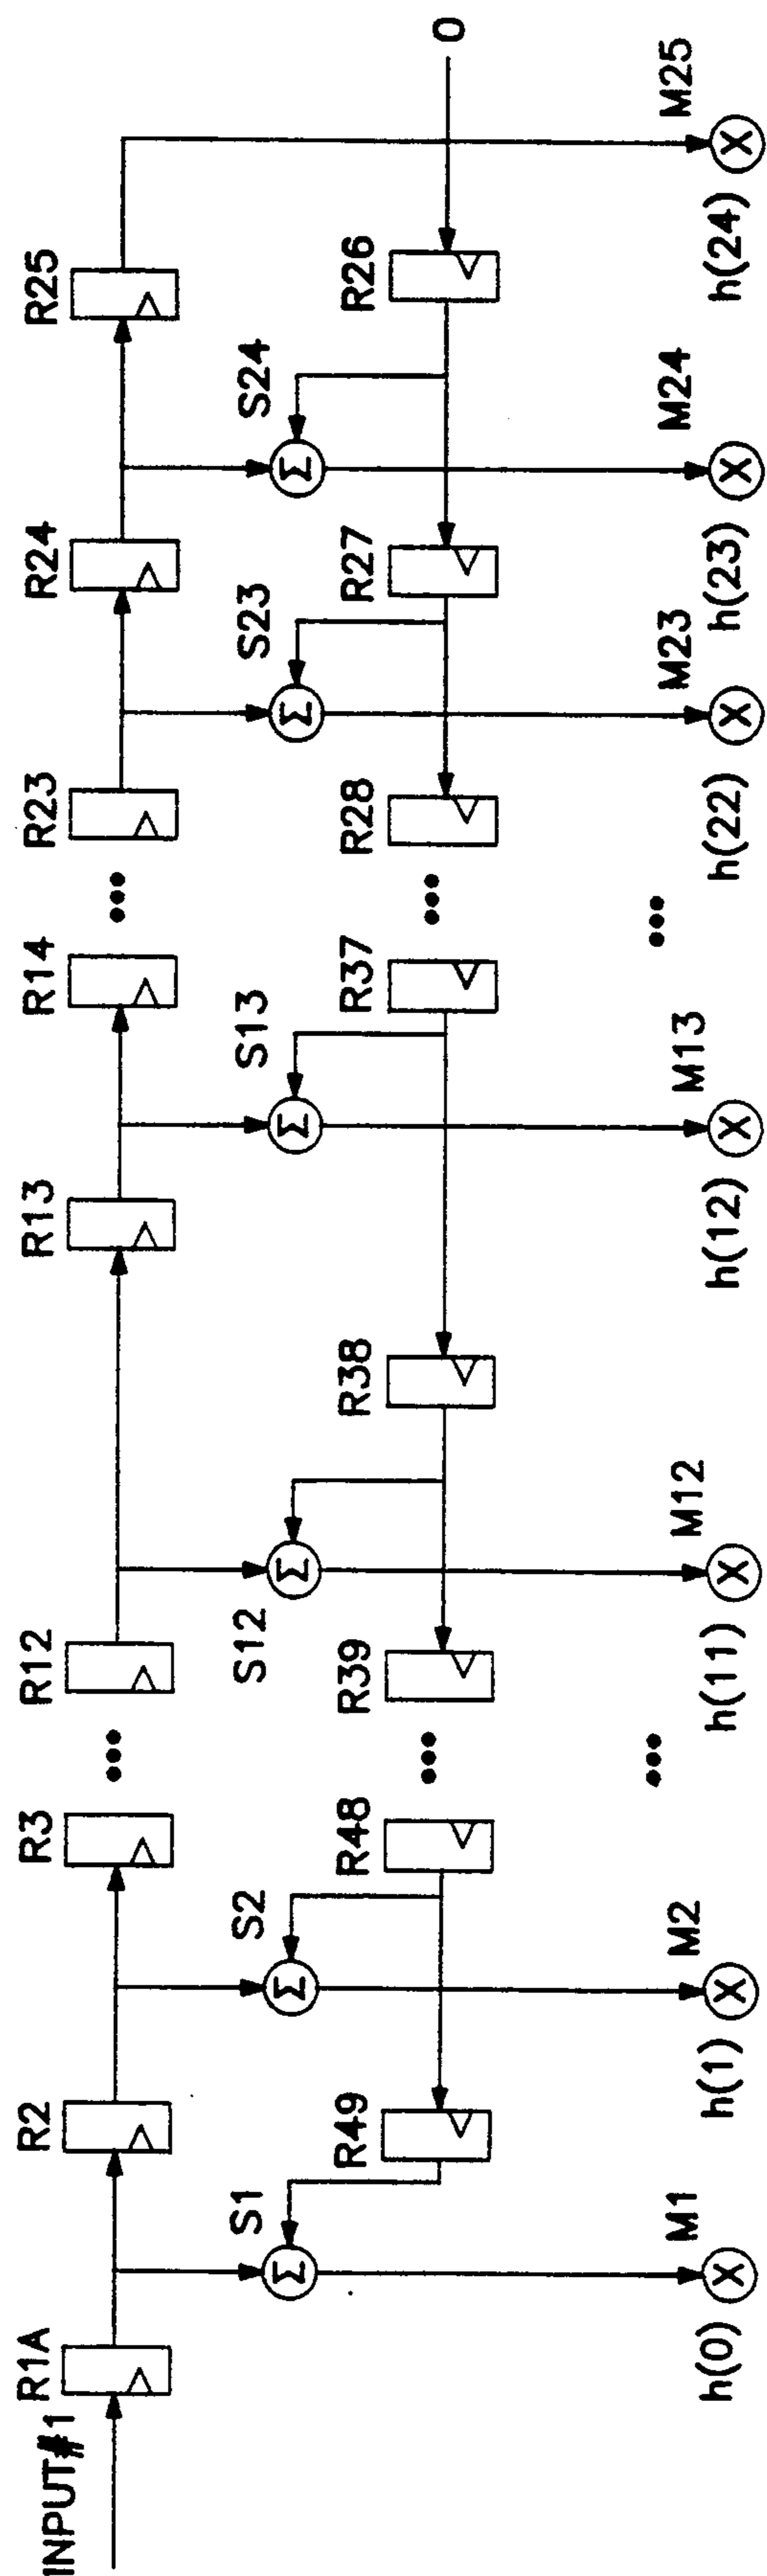 INPUT#1
R1A R2 R3 ••• R12 R13 R14 ••• R23 R24 R25
S1 S2 S12 S13 S23 S24
Σ Σ Σ Σ Σ Σ
R49 R48 ••• R39 R38 R37 ••• R28 R27 R26 0
M1 M2 M12 M13 M23 M24 M25
X X ••• X X ••• X X X
h(0) h(1) h(11) h(12) h(22) h(23) h(24)